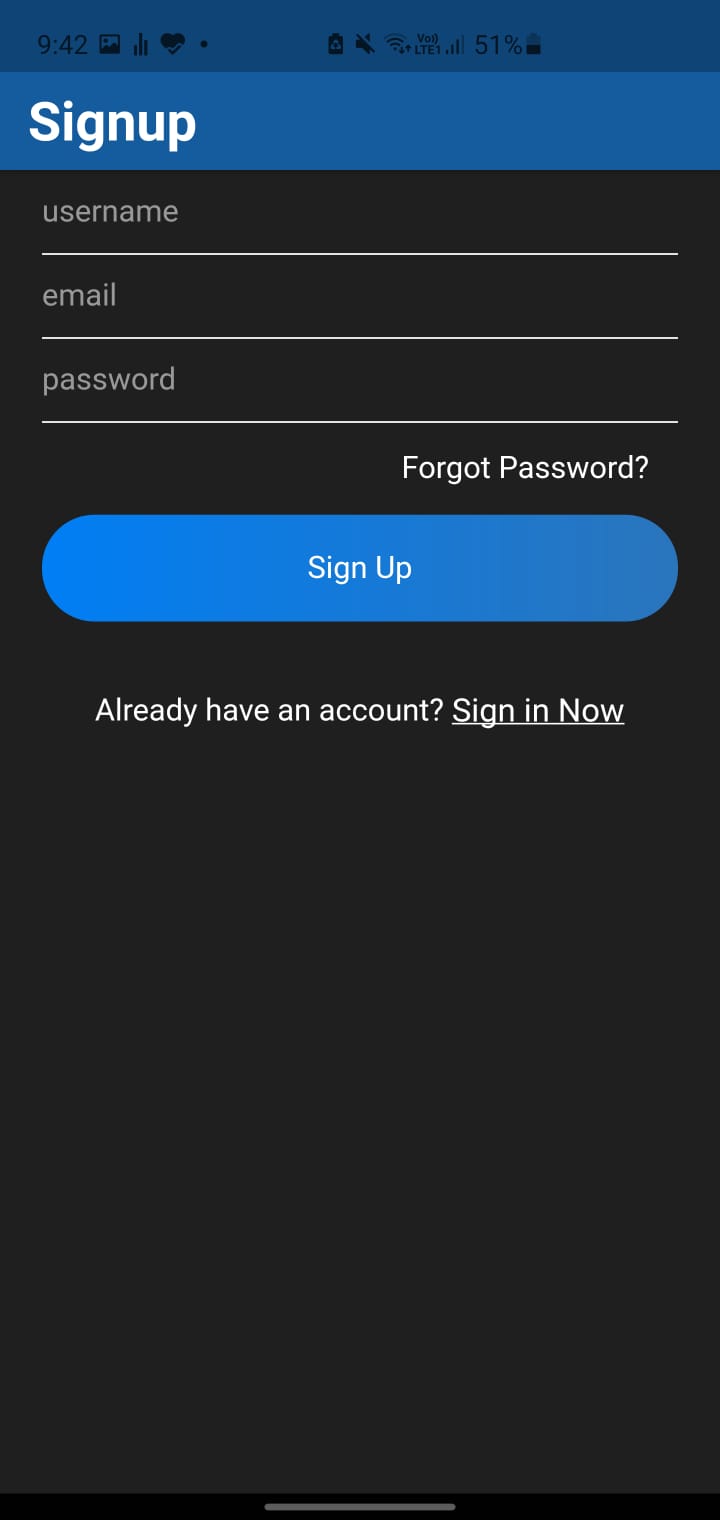 9:42 Vo)) LTE1 51%
Signup
username
email
password
Forgot Password?
Sign Up
Already have an account? Sign in Now